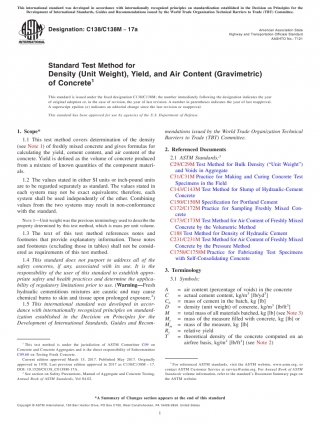 This international standard was developed in accordance with internationally recognized principles on standardization established in the Decision on Principles for the
Development of International Standards, Guides and Recommendations issued by the World Trade Organization Technical Barriers to Trade (TBT) Committee.
Designation: C138/C138M − 17a
American Association State
Highway and Transportation Officials Standard
AASHTO No.: T121
INTERNATIONAL
Standard Test Method for
Density (Unit Weight), Yield, and Air Content (Gravimetric)
of Concrete1
This standard is issued under the fixed designation C138/C138M; the number immediately following the designation indicates the year
of original adoption or, in the case of revision, the year of last revision. A number in parentheses indicates the year of last reapproval.
A superscript epsilon (ε) indicates an editorial change since the last revision or reapproval.
This standard has been approved for use by agencies of the U.S. Department of Defense.
1. Scope*
1.1 This test method covers determination of the density
(see Note 1) of freshly mixed concrete and gives formulas for
calculating the yield, cement content, and air content of the
concrete. Yield is defined as the volume of concrete produced
from a mixture of known quantities of the component materi-
als.
1.2 The values stated in either SI units or inch-pound units
are to be regarded separately as standard. The values stated in
each system may not be exact equivalents; therefore, each
system shall be used independently of the other. Combining
values from the two systems may result in non-conformance
with the standard.
NOTE 1—Unit weight was the previous terminology used to describe the
property determined by this test method, which is mass per unit volume.
1.3 The text of this test method references notes and
footnotes that provide explanatory information. These notes
and footnotes (excluding those in tables) shall not be consid-
ered as requirements of this test method.
1.4 This standard does not purport to address all of the
safety concerns, if any, associated with its use. It is the
responsibility of the user of this standard to establish appro-
priate safety and health practices and determine the applica-
bility of regulatory limitations prior to use. (Warning—Fresh
hydraulic cementitious mixtures are caustic and may cause
chemical burns to skin and tissue upon prolonged exposure.2)
1.5 This international standard was developed in accor-
dance with internationally recognized principles on standard-
ization established in the Decision on Principles for the
Development of International Standards, Guides and Recom-
mendations issued by the World Trade Organization Technical
Barriers to Trade (TBT) Committee.
2. Referenced Documents
2.1 ASTM Standards:3
C29/C29M Test Method for Bulk Density (“Unit Weight”)
and Voids in Aggregate
C31/C31M Practice for Making and Curing Concrete Test
Specimens in the Field
C143/C143M Test Method for Slump of Hydraulic-Cement
Concrete
C150/C150M Specification for Portland Cement
C172/C172M Practice for Sampling Freshly Mixed Con-
crete
C173/C173M Test Method for Air Content of Freshly Mixed
Concrete by the Volumetric Method
C188 Test Method for Density of Hydraulic Cement
C231/C231M Test Method for Air Content of Freshly Mixed
Concrete by the Pressure Method
C1758/C1758M Practice for Fabricating Test Specimens
with Self-Consolidating Concrete
3. Terminology
3.1 Symbols:
A = air content (percentage of voids) in the concrete
C = actual cement content, kg/m3 [lb/yd3]
= mass of cement in the batch, kg [lb]
D = density (unit weight) of concrete, kg/m3 [lb/ft3]
M = total mass of all materials batched, kg [lb] (see Note 3)
= mass of the measure filled with concrete, kg [lb]
= mass of the measure, kg [lb]
= relative yield
T = theoretical density of the concrete computed on an
airfree basis, kg/m3 [lb/ft3] (see Note 2)
1 This test method is under the jurisdiction of ASTM Committee C09 on
Concrete and Concrete Aggregates and is the direct responsibility of Subcommittee
C09.60 on Testing Fresh Concrete.
Current edition approved March 15, 2017. Published May 2017. Originally
approved in 1938. Last previous edition approved in 2017 as C138/C138M – 17.
DOI: 10.1520/C0138_C0138M-17A.
2 See section on Safety Precautions, Manual of Aggregate and Concrete Testing,
Annual Book of ASTM Standards, Vol 04.02.
3 For referenced ASTM standards, visit the ASTM website, www.astm.org, or
contact ASTM Customer Service at service@astm.org. For Annual Book of ASTM
Standards volume information, refer to the standard’s Document Summary page on
the ASTM website.
*A Summary of Changes section appears at the end of this standard
Copyright © ASTM International, 100 Barr Harbor Drive, PO Box C700, West Conshohocken, PA 19428-2959. United States
1